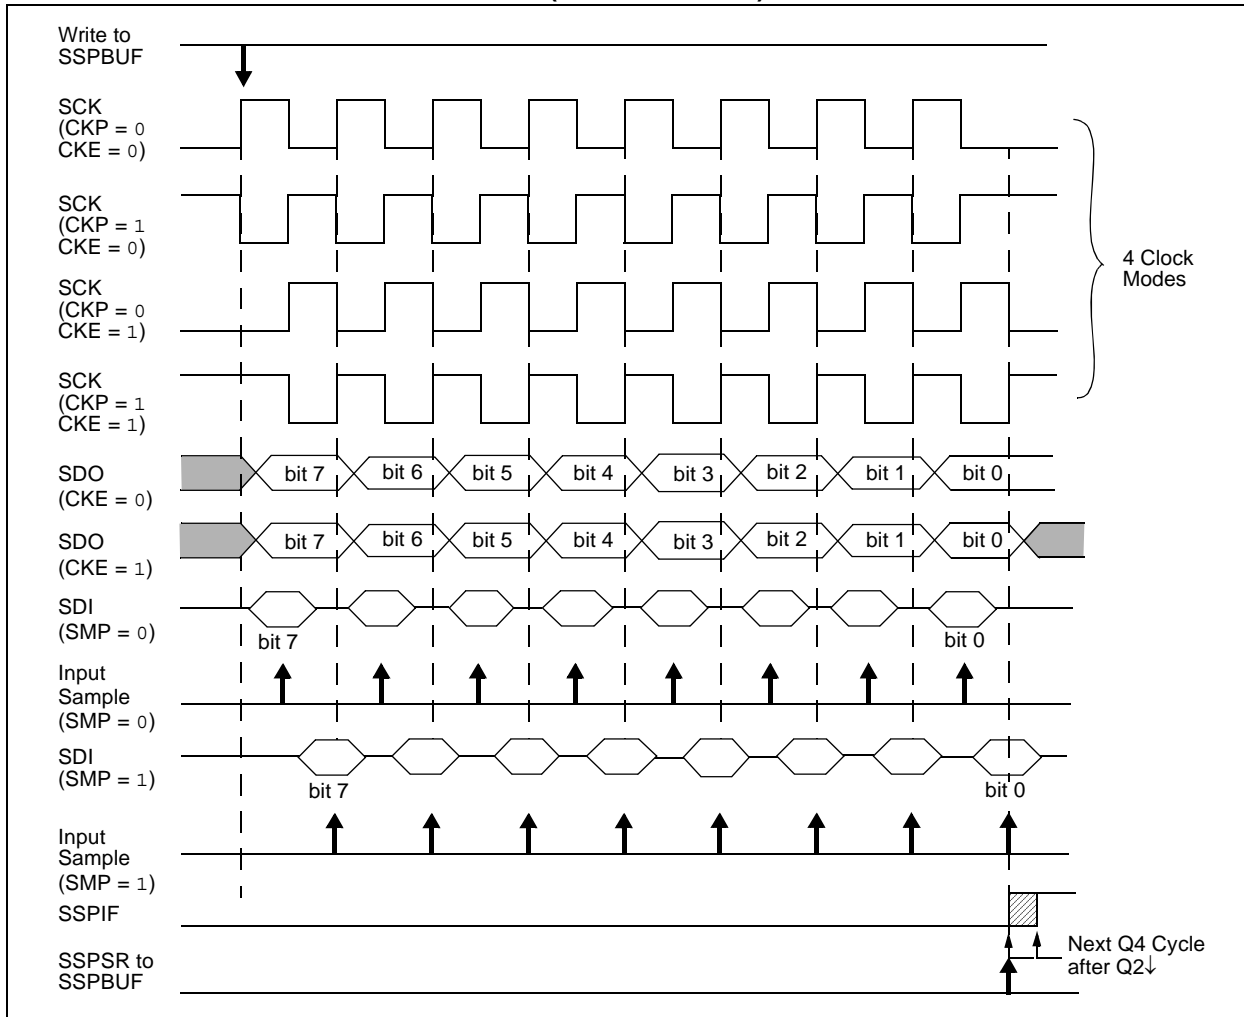 Write to
SSPBUF
SCK
(CKP = 0
CKE = 0)
SCK
(CKP = 1
CKE = 0)
4 Clock
Modes
SCK
(CKP = 0
CKE = 1)
SCK
(CKP = 1
CKE = 1)
SDO
(CKE = 0)
bit 7 bit 6 bit 5 bit 4 bit 3 bit 2 bit 1 bit 0
SDO
(CKE = 1)
bit 7 bit 6 bit 5 bit 4 bit 3 bit 2 bit 1 bit 0
SDI
(SMP = 0)
bit 7 bit 0
Input
Sample
(SMP = 0)
SDI
(SMP = 1)
bit 7 bit 0
Input
Sample
(SMP = 1)
SSPIF
Next Q4 Cycle
after Q2↓
SSPSR to
SSPBUF